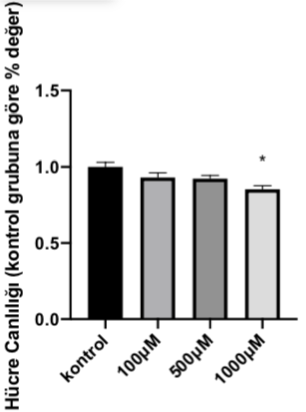 Hücre Canlılığı (kontrol grubuna göre % değer)
1.5
1.0
0.5
0.0
*
kontrol
100µM
500µM
1000µM